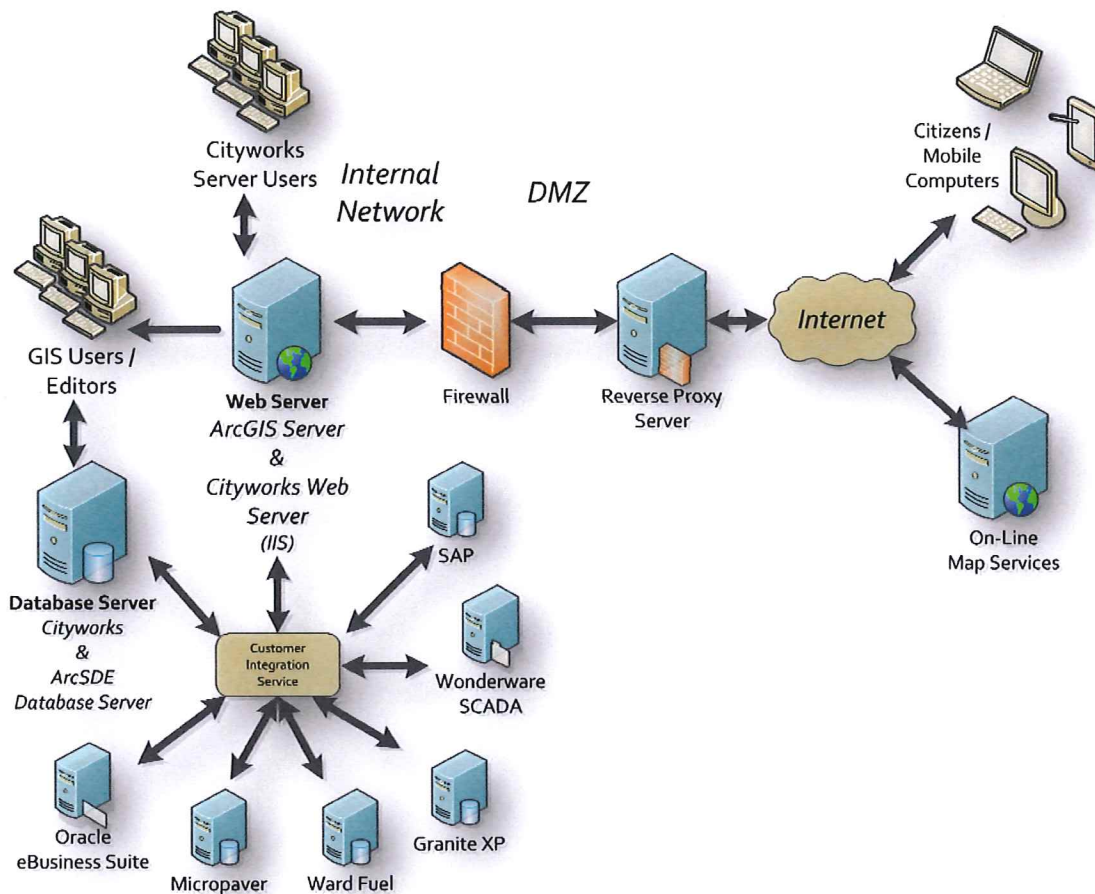 Cityworks
Server Users
Internal
Network
DMZ
Citizens /
Mobile
Computers
GIS Users /
Editors
Web Server
ArcGIS Server
&
Cityworks Web
Server
(IIS)
Firewall
Reverse Proxy
Server
Internet
On-Line
Map Services
Database Server
Cityworks
&
ArcSDE
Database Server
Customer
Integration
Service
SAP
Wonderware
SCADA
Oracle
eBusiness Suite
Micropaver
Ward Fuel
Granite XP